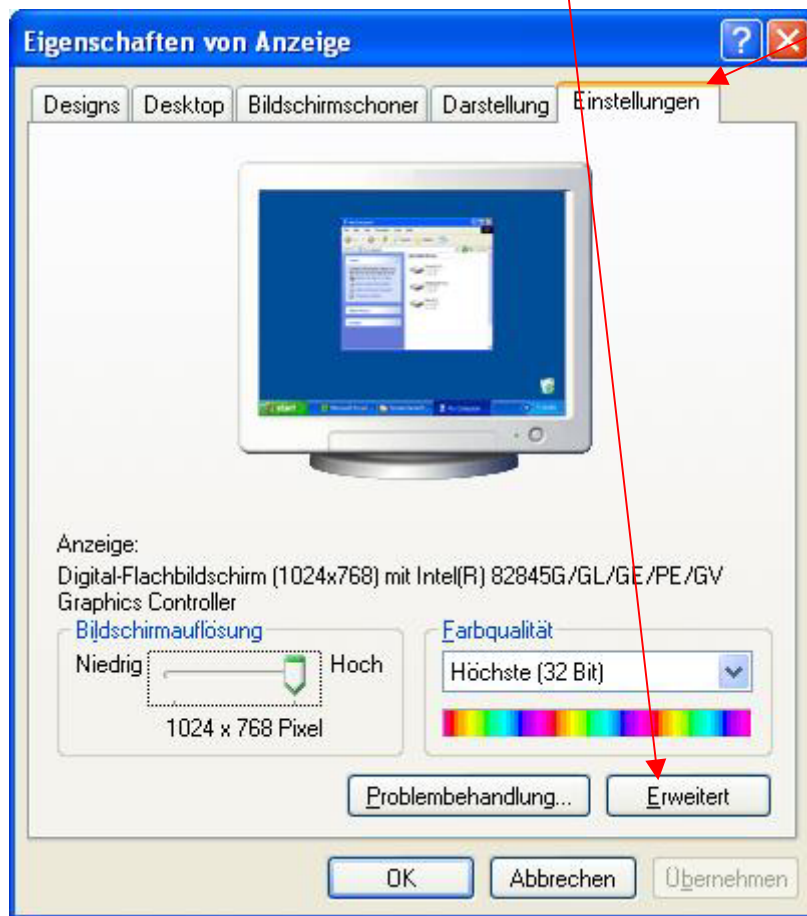 Eigenschaften von Anzeige
Designs Desktop Bildschirmschoner Darstellung Einstellungen
Anzeige:
Digital-Flachbildschirm (1024x768) mit Intel(R) 82845G/GL/GE/PE/GV
Graphics Controller
Bildschirmauflösung
Niedrig Hoch
1024 x 768 Pixel
Farbqualität
Höchste (32 Bit)
Problembehandlung... Erweitert
OK Abbrechen Übernehmen